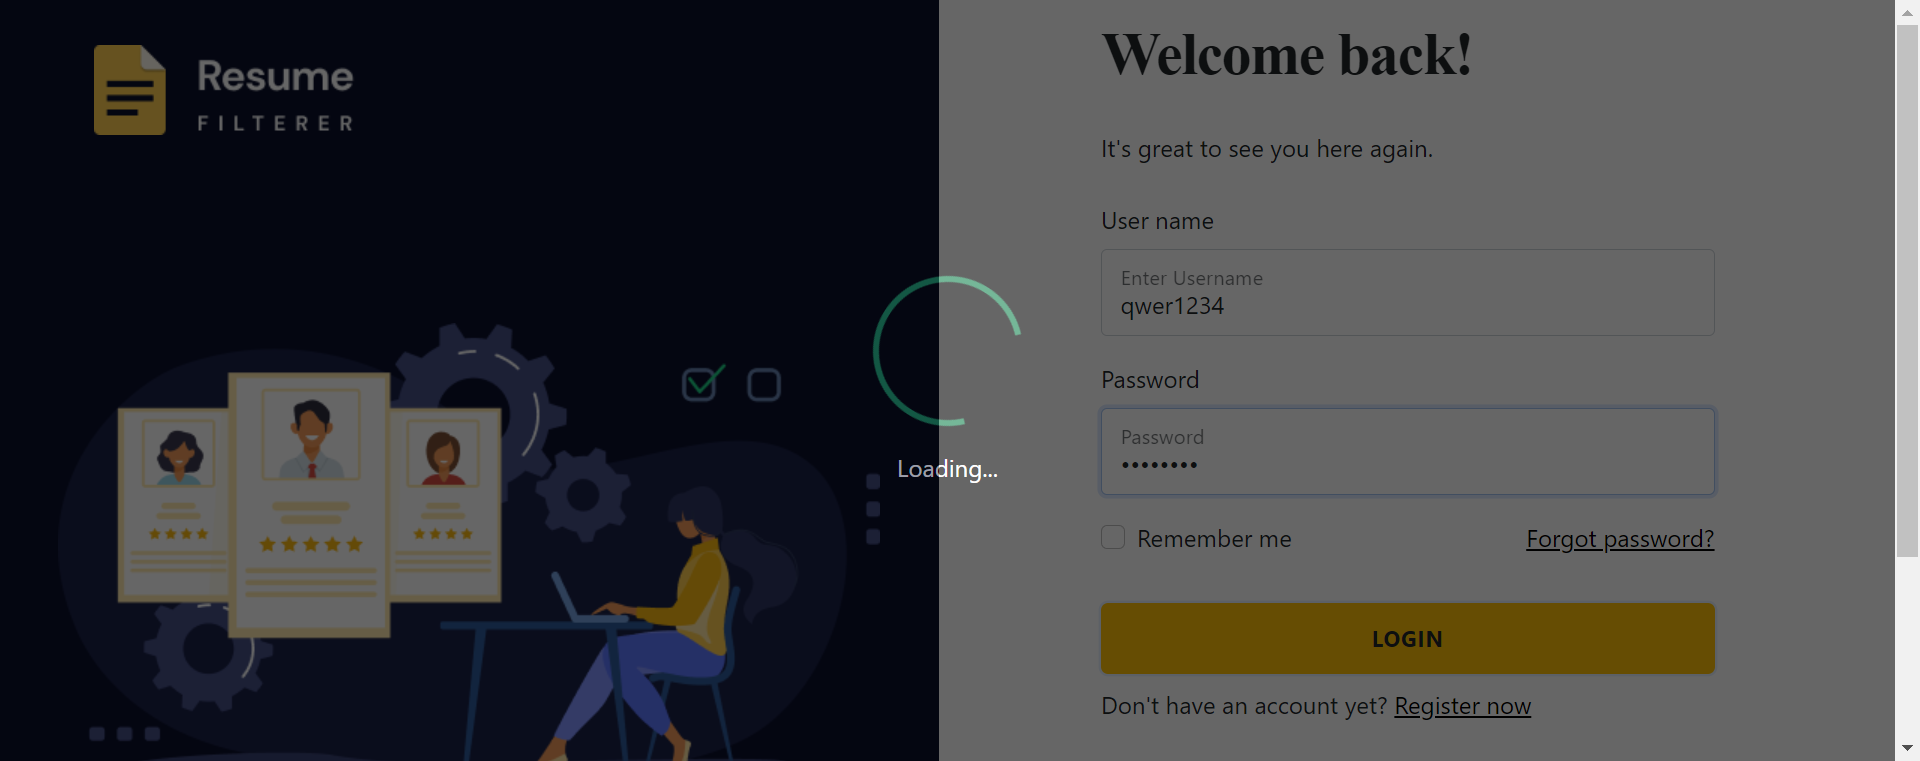 Resume
FILTERER
Welcome back!
It's great to see you here again.
User name
Enter Username
qwer1234
Password
Password
••••••••
Remember me
Forgot password?
LOGIN
Don't have an account yet? Register now
Loading...